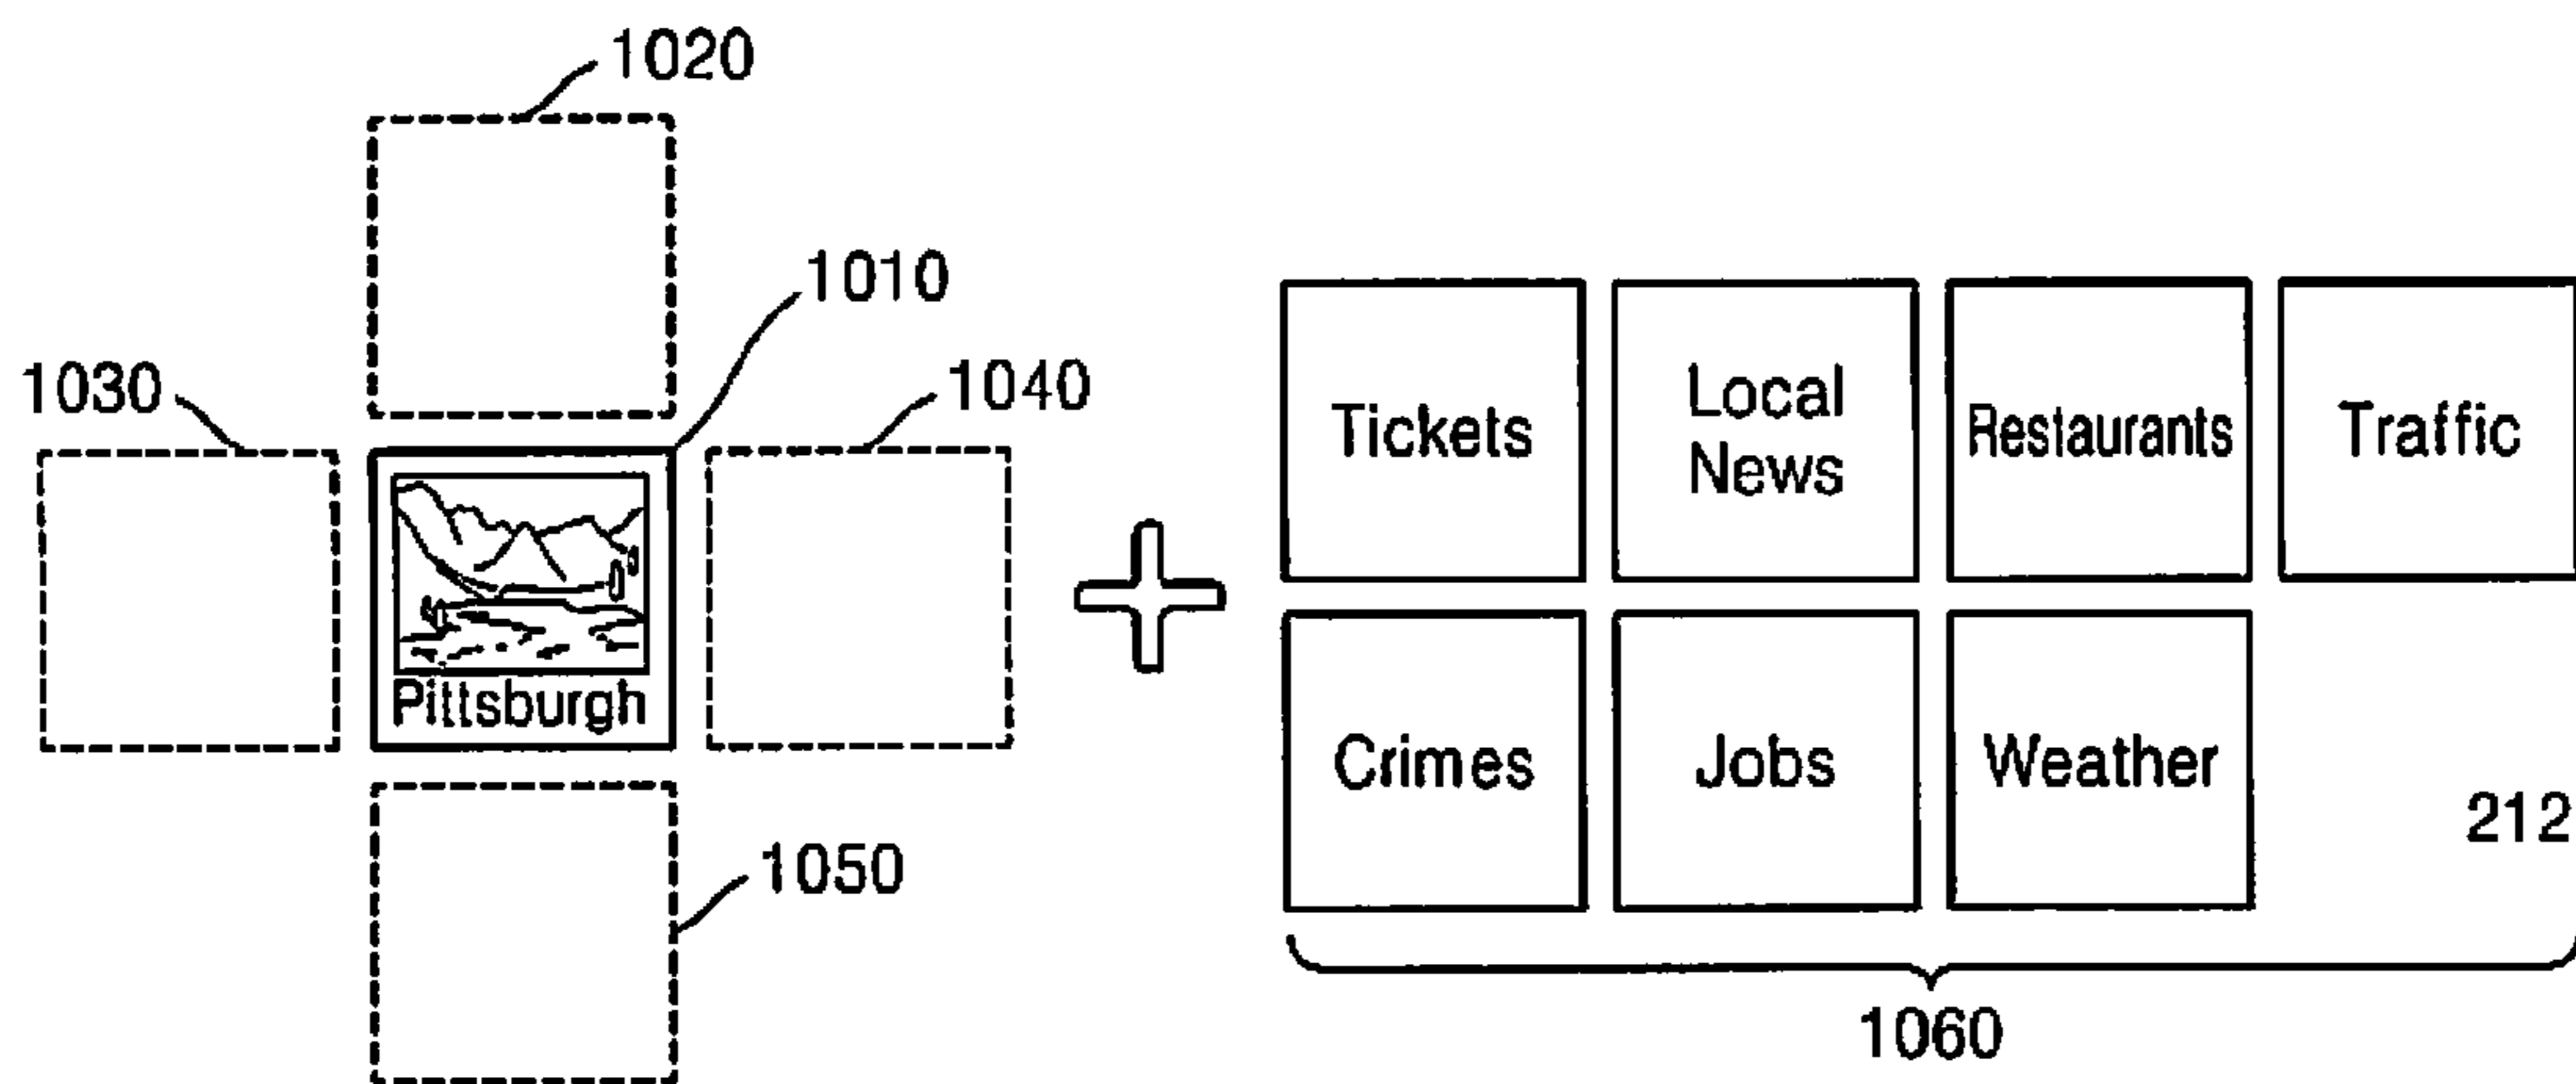 1020
1010
1030
1040
Pittsburgh
1050
Tickets
Local
News
Restaurants
Traffic
Crimes
Jobs
Weather
212
1060